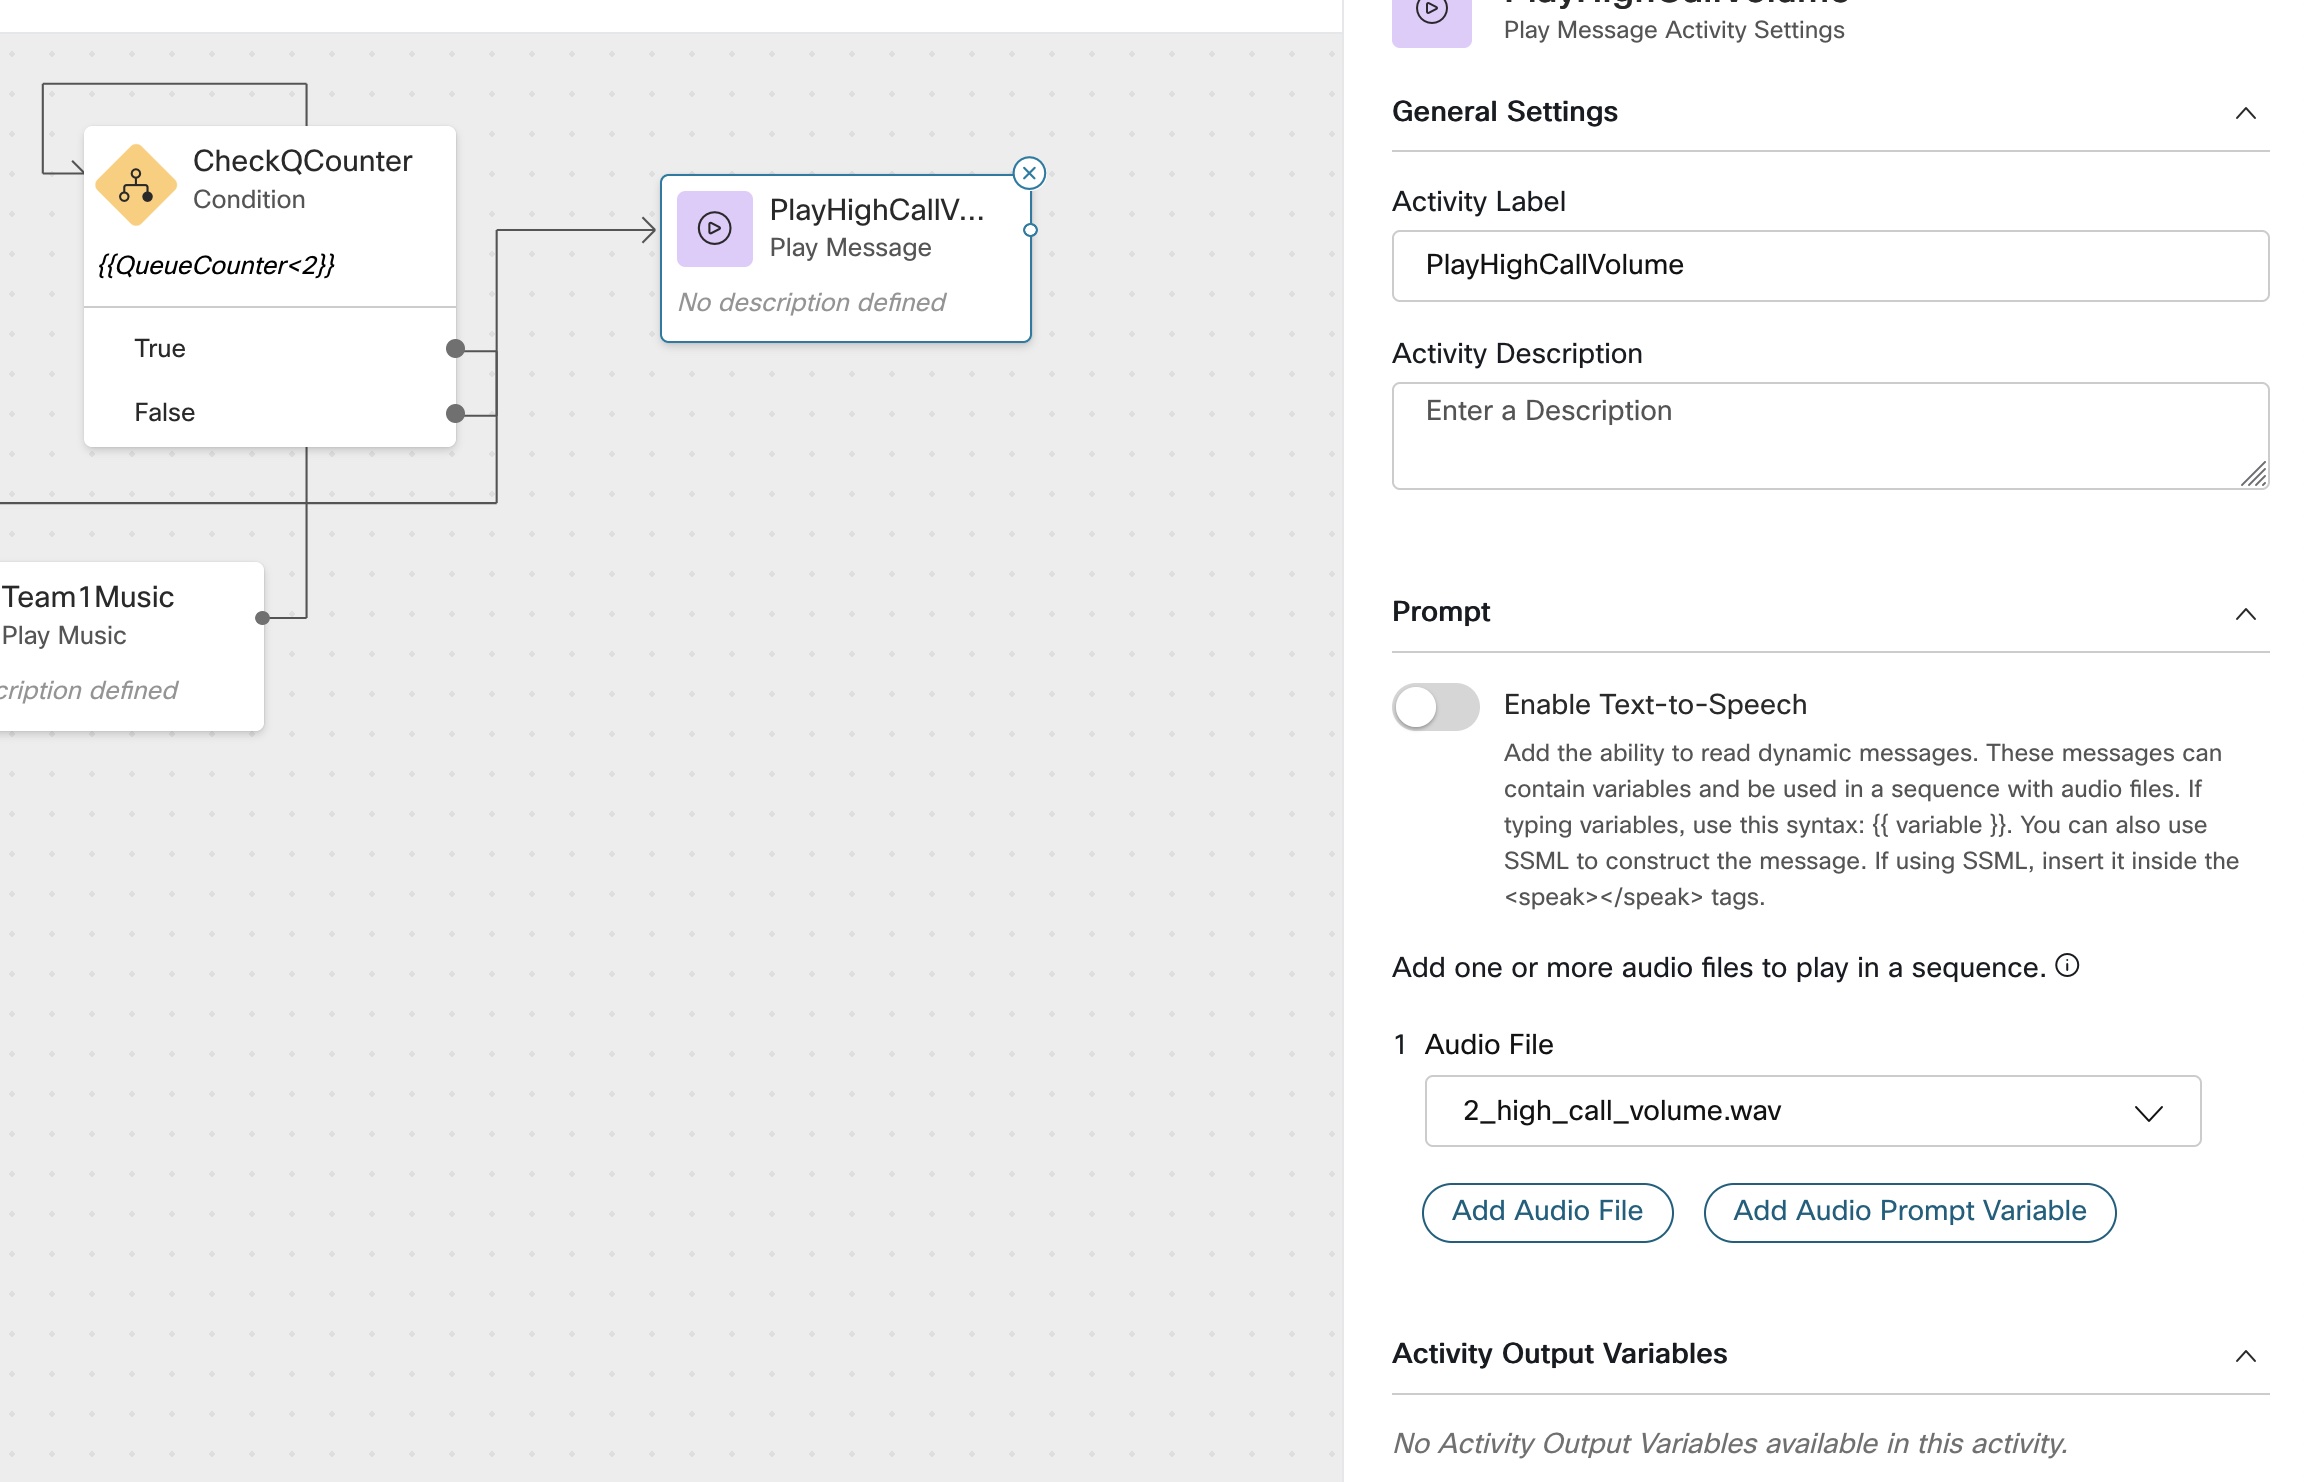 CheckQCounter
Condition
{{QueueCounter<2}}
True
False
PlayHighCallV...
Play Message
No description defined
Team1Music
Play Music
cription defined
PlayHighCallVolume
Play Message Activity Settings
General Settings
Activity Label
PlayHighCallVolume
Activity Description
Enter a Description
Prompt
Enable Text-to-Speech
Add the ability to read dynamic messages. These messages can
contain variables and be used in a sequence with audio files. If
typing variables, use this syntax: {{ variable }}. You can also use
SSML to construct the message. If using SSML, insert it inside the
<speak></speak> tags.
Add one or more audio files to play in a sequence.
1 Audio File
2_high_call_volume.wav
Add Audio File
Add Audio Prompt Variable
Activity Output Variables
No Activity Output Variables available in this activity.